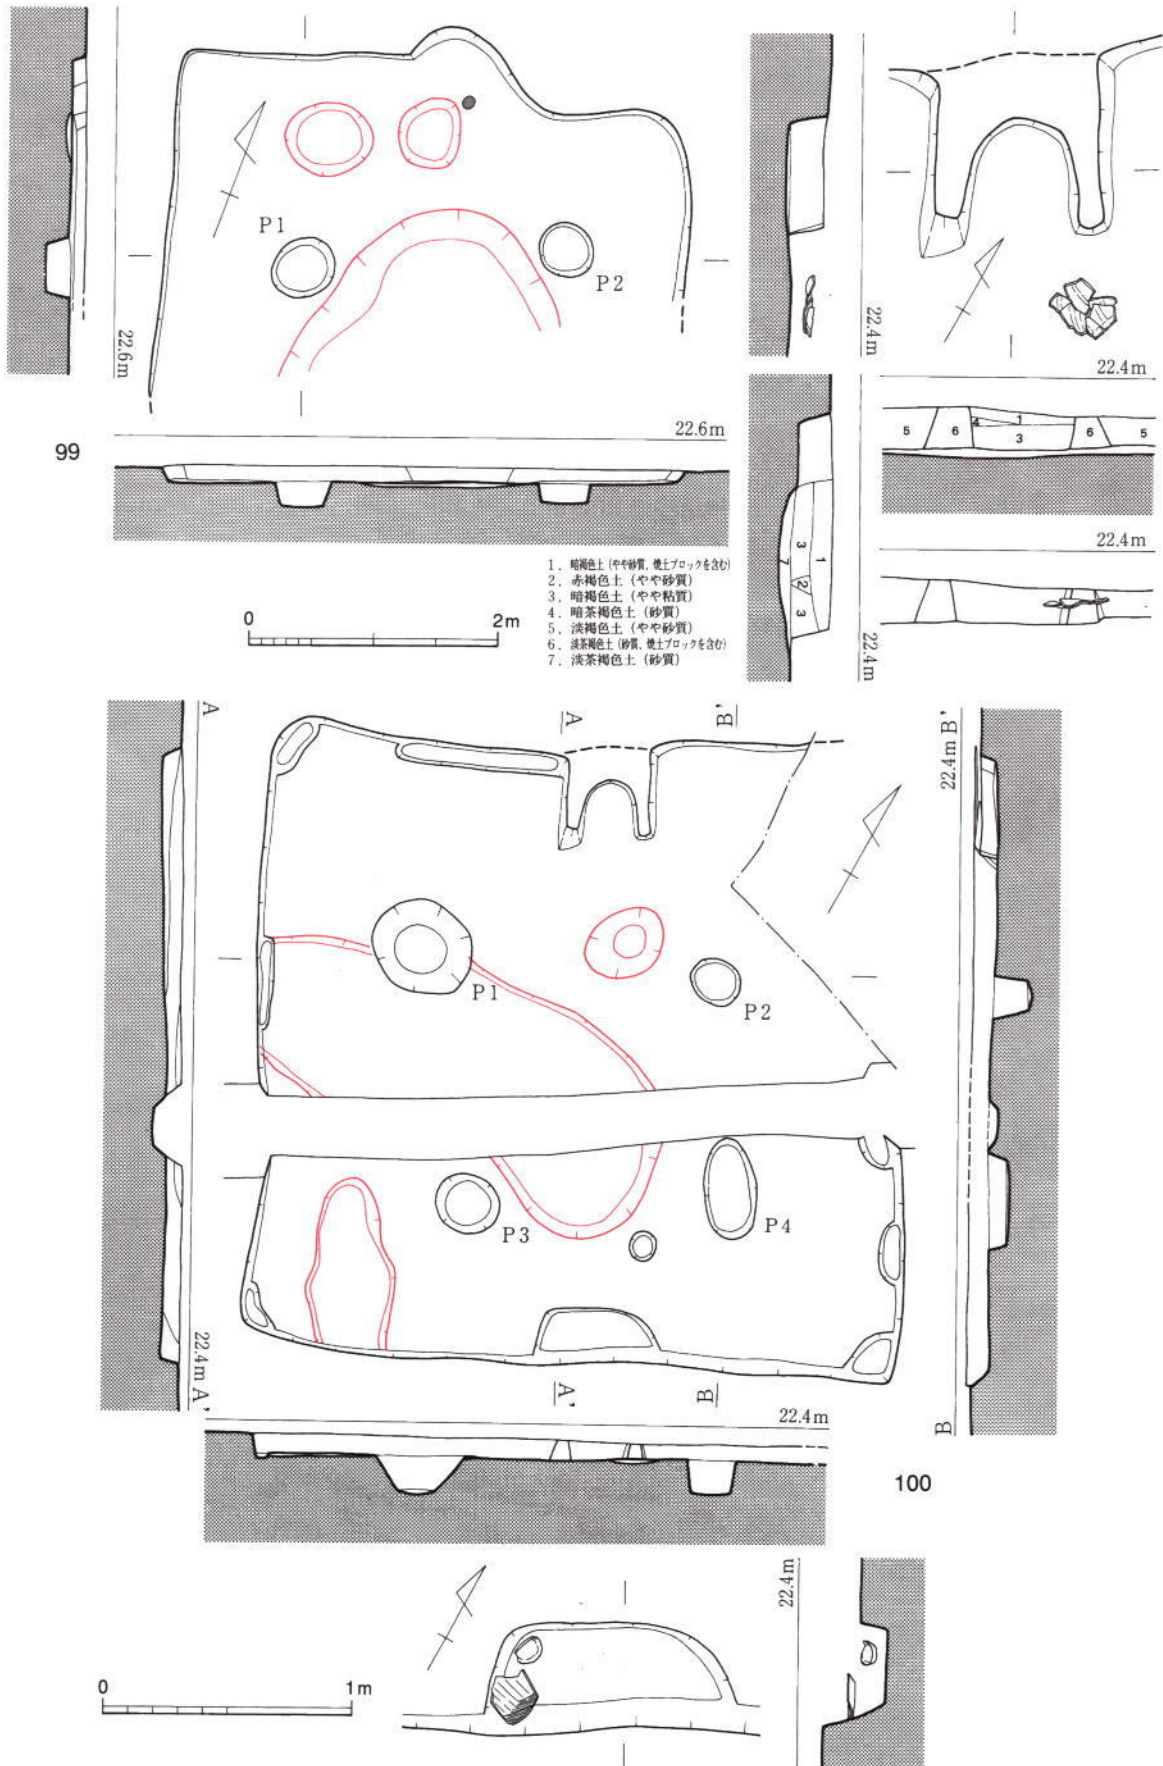 P1
P2
22.6m
22.6m
99
22.4m
22.4m
5 6 4 1 3 6 5
22.4m
3 1 7 2 3
22.4m
0 2m
1. 暗褐色土 (やや砂質、焼土ブロックを含む)
2. 赤褐色土 (やや砂質)
3. 暗褐色土 (やや粘質)
4. 暗茶褐色土 (砂質)
5. 淡褐色土 (やや砂質)
6. 淡茶褐色土 (砂質、焼土ブロックを含む)
7. 淡茶褐色土 (砂質)
A
A
B'
22.4m B'
P1
P2
P3
P4
22.4m A'
A'
B
B
22.4m
100
22.4m
0 1m